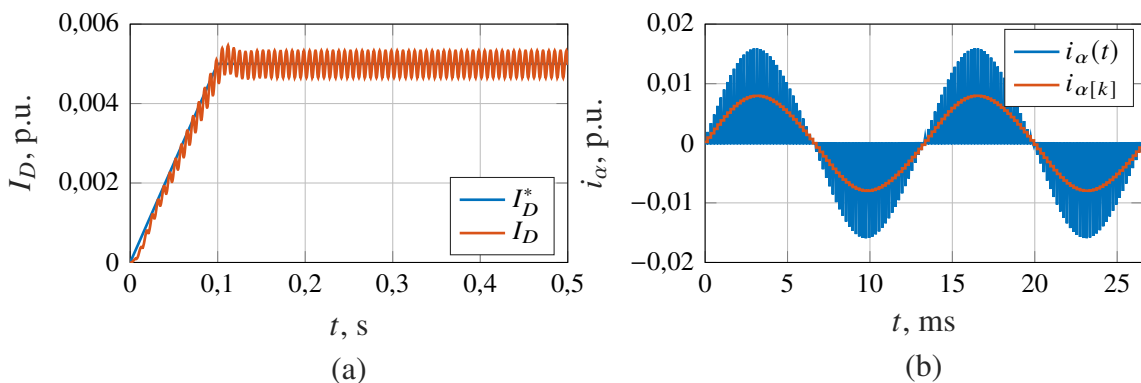 0,006
0,004
0,002
0
I_D, p.u.
0
0,1
0,2
0,3
0,4
0,5
t, s
I_D^*
I_D
(a)
0,02
0,01
0
−0,01
−0,02
i_α, p.u.
0
5
10
15
20
25
t, ms
i_α(t)
i_α[k]
(b)